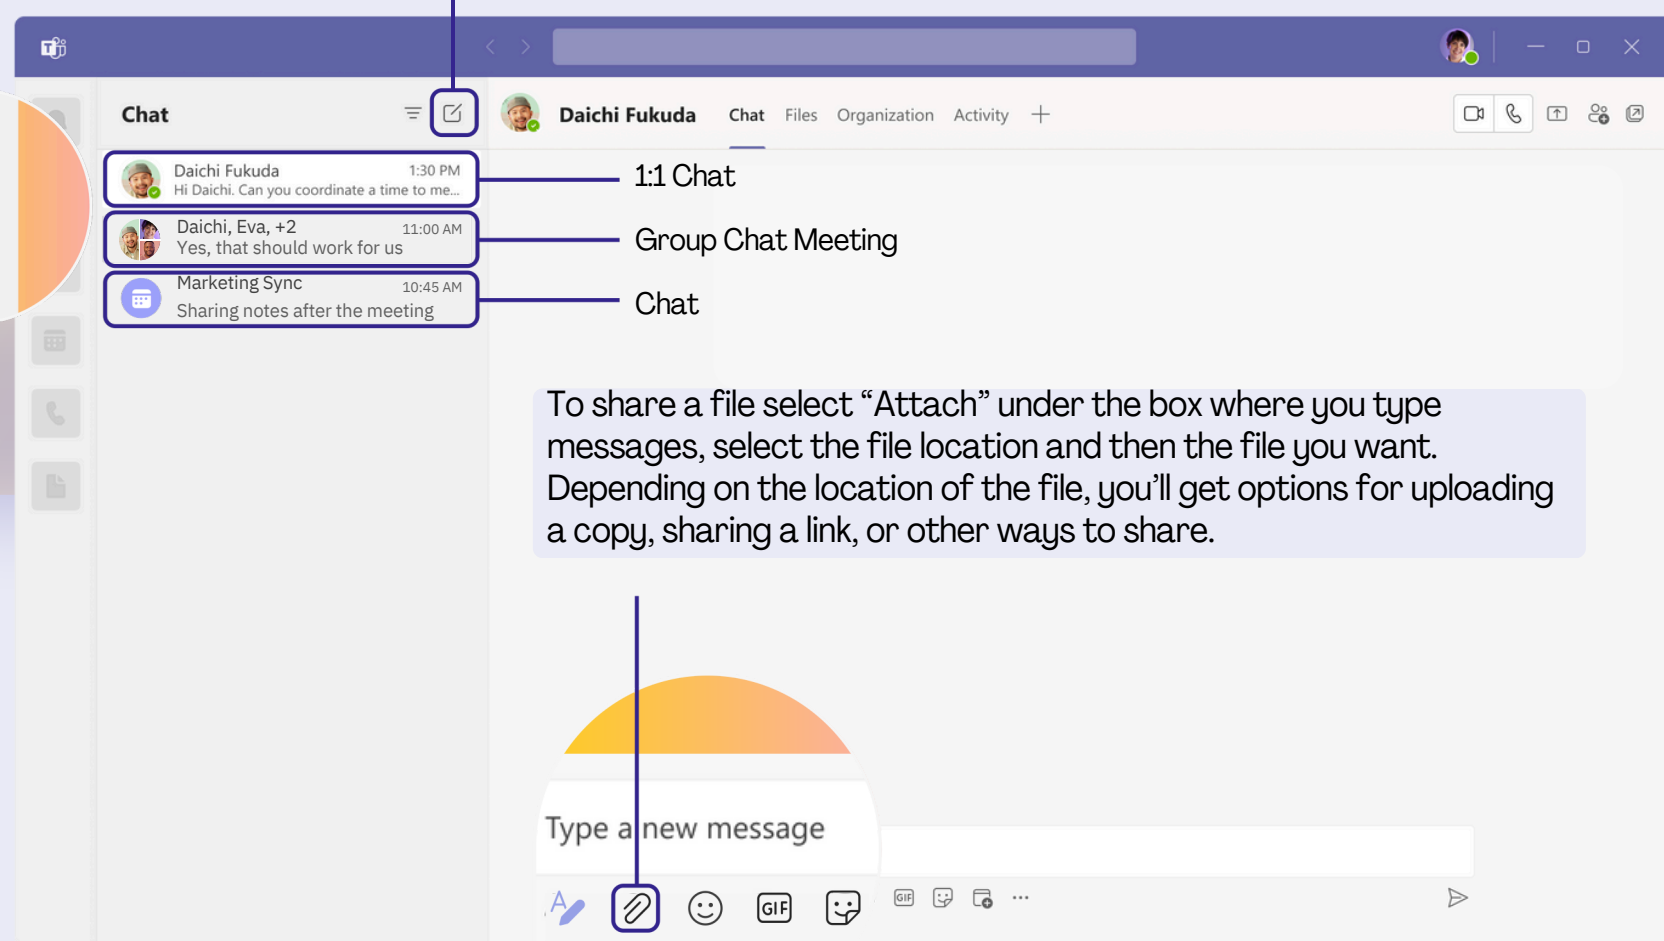 Chat
Daichi Fukuda Chat Files Organization Activity
Daichi Fukuda 1:30 PM
Hi Daichi. Can you coordinate a time to me...
1:1 Chat
Daichi, Eva, +2 11:00 AM
Yes, that should work for us
Group Chat Meeting
Marketing Sync 10:45 AM
Sharing notes after the meeting
Chat
To share a file select “Attach” under the box where you type
messages, select the file location and then the file you want.
Depending on the location of the file, you’ll get options for uploading
a copy, sharing a link, or other ways to share.
Type a new message
GIF
GIF